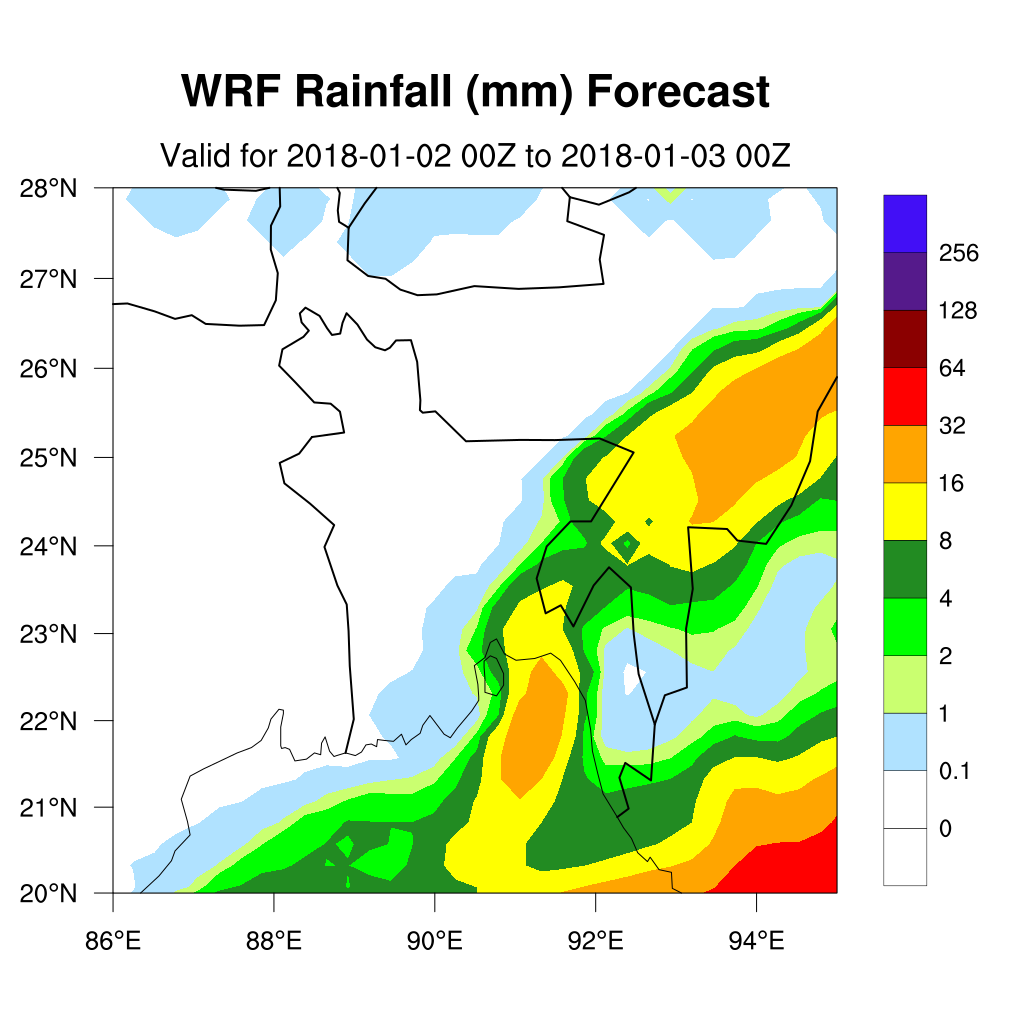 WRF Rainfall (mm) Forecast
Valid for 2018-01-02 00Z to 2018-01-03 00Z
28°N
27°N
26°N
25°N
24°N
23°N
22°N
21°N
20°N
86°E
88°E
90°E
92°E
94°E
256
128
64
32
16
8
4
2
1
0.1
0